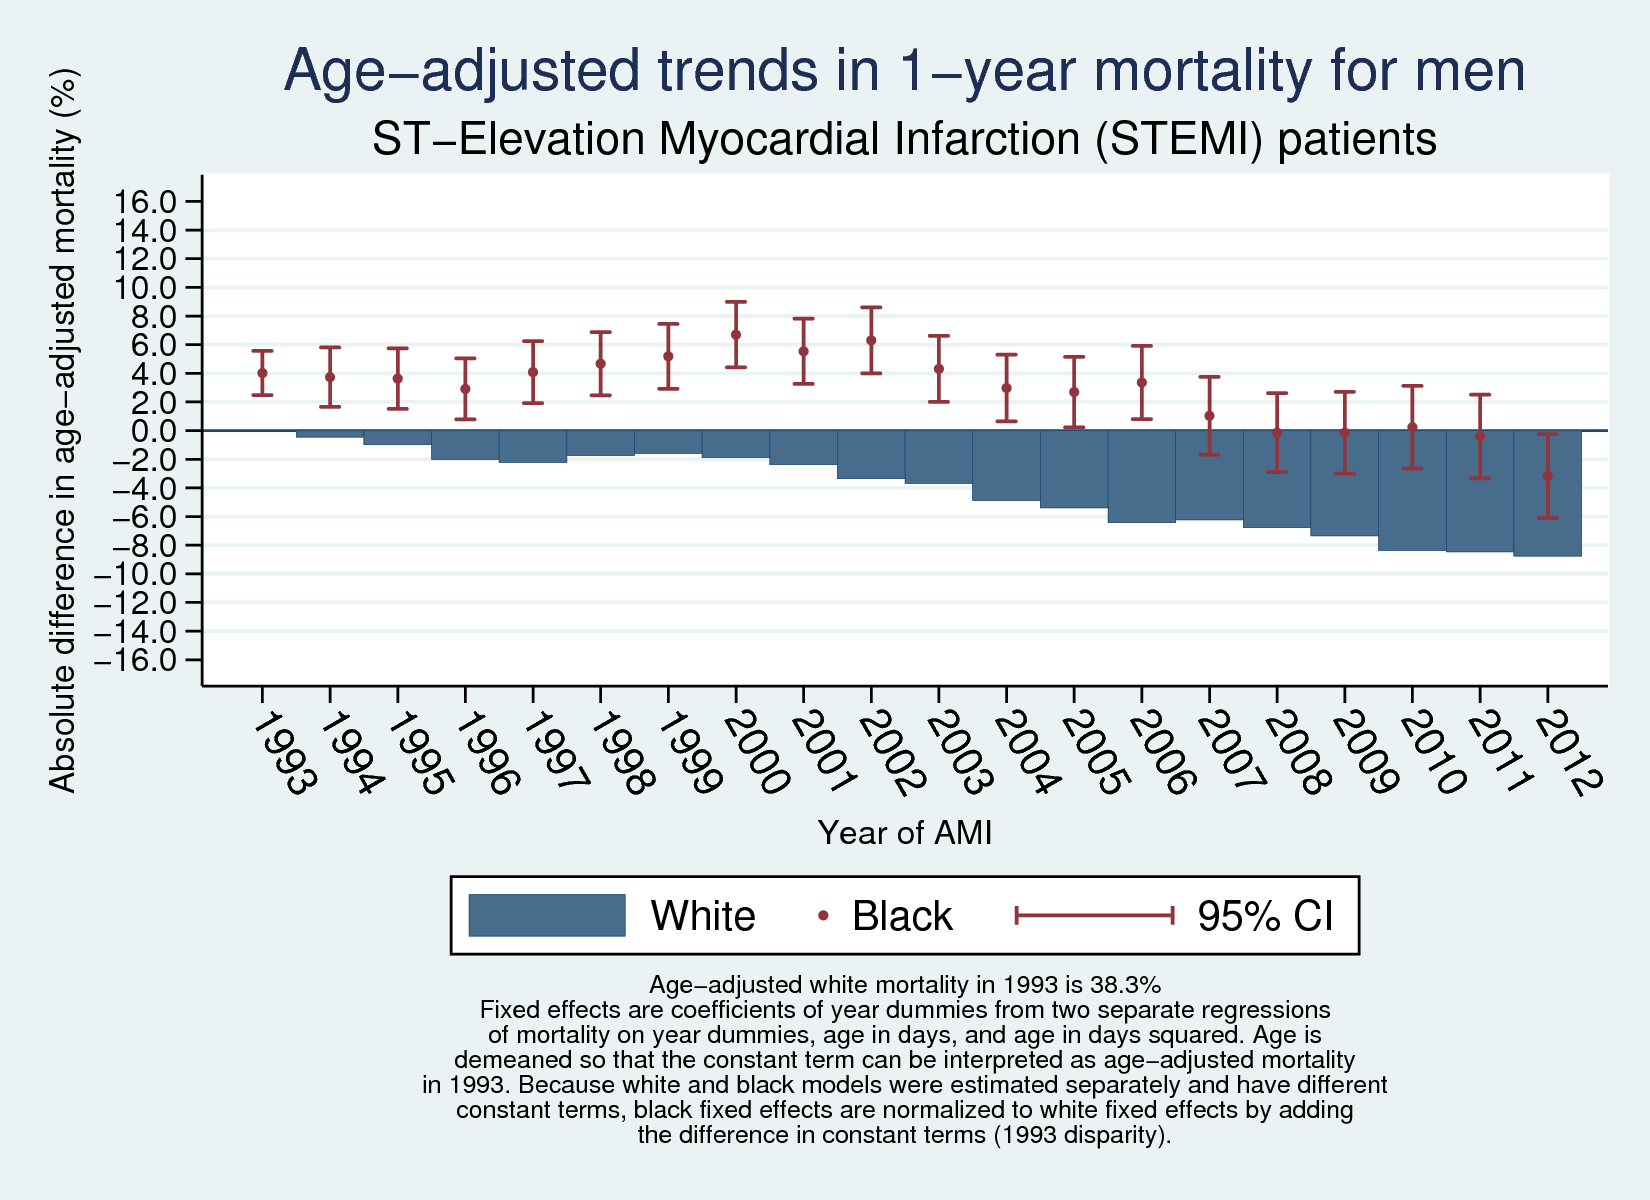 Age−adjusted trends in 1−year mortality for men
ST−Elevation Myocardial Infarction (STEMI) patients
Absolute difference in age−adjusted mortality (%)
16.0
14.0
12.0
10.0
8.0
6.0
4.0
2.0
0.0
−2.0
−4.0
−6.0
−8.0
−10.0
−12.0
−14.0
−16.0
1993 1994 1995 1996 1997 1998 1999 2000 2001 2002 2003 2004 2005 2006 2007 2008 2009 2010 2011 2012
Year of AMI
White Black 95% CI
Age−adjusted white mortality in 1993 is 38.3%
Fixed effects are coefficients of year dummies from two separate regressions
of mortality on year dummies, age in days, and age in days squared. Age is
demeaned so that the constant term can be interpreted as age−adjusted mortality
in 1993. Because white and black models were estimated separately and have different
constant terms, black fixed effects are normalized to white fixed effects by adding
the difference in constant terms (1993 disparity).